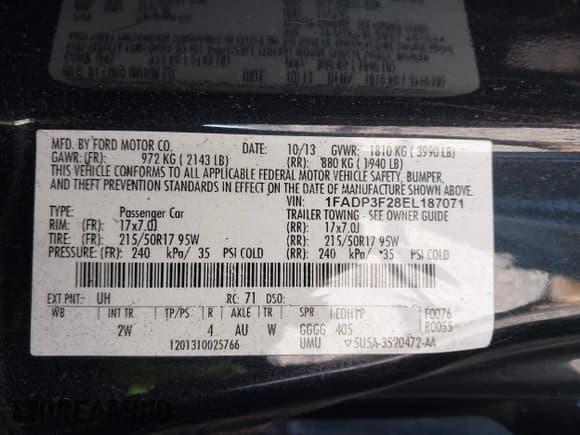 MFD. BY FORD MOTOR CO. DATE: 10/13 GVWR: 1810 KG ( 3990 LB)
GAWR: (FR): 972 KG ( 2143 LB) (RR): 880 KG ( 1940 LB)
THIS VEHICLE CONFORMS TO ALL APPLICABLE FEDERAL MOTOR VEHICLE SAFETY, BUMPER,
AND THEFT PREVENTION STANDARDS IN EFFECT ON THE DATE OF MANUFACTURE SHOWN ABOVE.
VIN: 1FADP3F28EL187071
TYPE: Passenger Car TRAILER TOWING - SEE OWNERS GUIDE
RIM: (FR) 17x7.0J (RR): 17x7.0J
TIRE: (FR) 215/50R17 95W (RR): 215/50R17 95W
PRESSURE: (FR) 240 kPa/ 35 PSI COLD (RR): 240 kPa/ 35 PSI COLD
EXT PNT: UH RC: 71 DSO:
WB INT TR TP/PS R AXLE TR SPR EDH1P F0076
2W 4 AU W GGGG 405 R0055
1201310025766 UMU ▽5U5A-3520472-AA